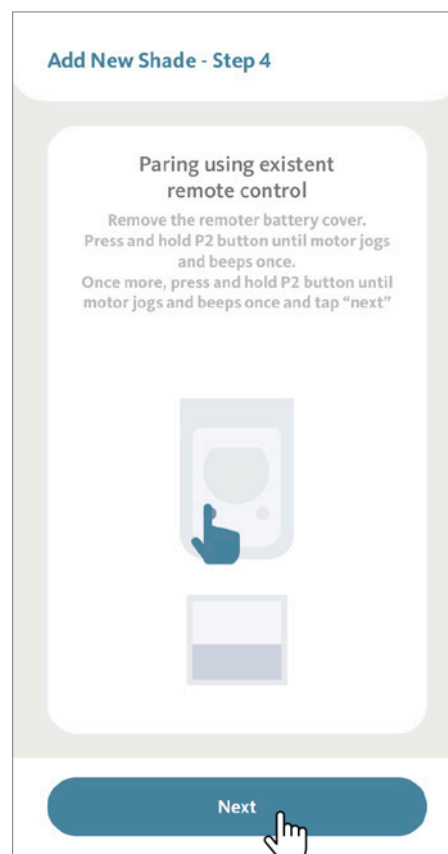 Add New Shade - Step 4
Paring using existent
remote control
Remove the remoter battery cover.
Press and hold P2 button until motor jogs
and beeps once.
Once more, press and hold P2 button until
motor jogs and beeps once and tap “next”
Next